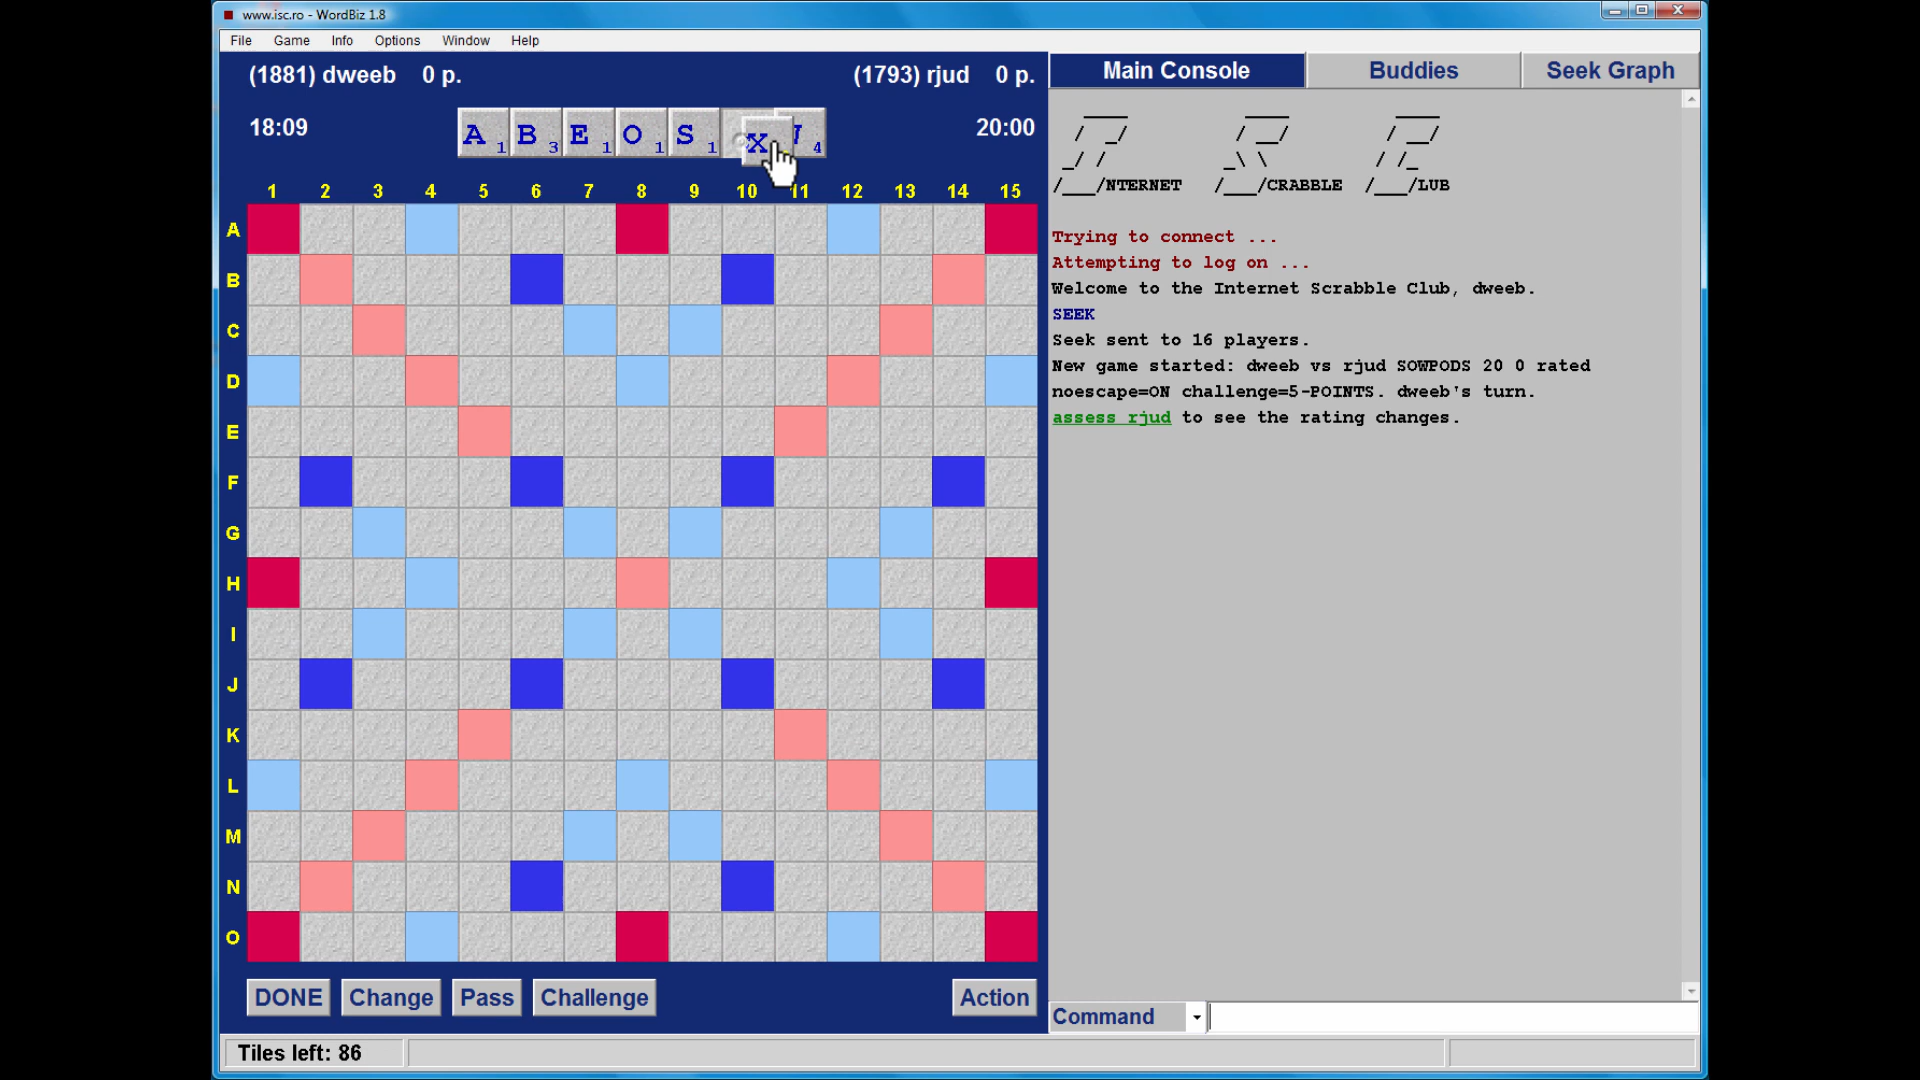 www.isc.ro - WordBiz 1.8
File Game Info Options Window Help
(1881) dweeb 0 p. (1793) rjud 0 p.
18:09 20:00
A 1 B 3 E 1 O 1 S 1 X 4
1 2 3 4 5 6 7 8 9 10 11 12 13 14 15
A
B
C
D
E
F
G
H
I
J
K
L
M
N
O
DONE Change Pass Challenge Action
Tiles left: 86
Main Console Buddies Seek Graph
I S C
/NTERNET /CRABBLE /LUB
Trying to connect ...
Attempting to log on ...
Welcome to the Internet Scrabble Club, dweeb.
SEEK
Seek sent to 16 players.
New game started: dweeb vs rjud SOWPODS 20 0 rated
noescape=ON challenge=5-POINTS. dweeb's turn.
assess rjud to see the rating changes.
Command